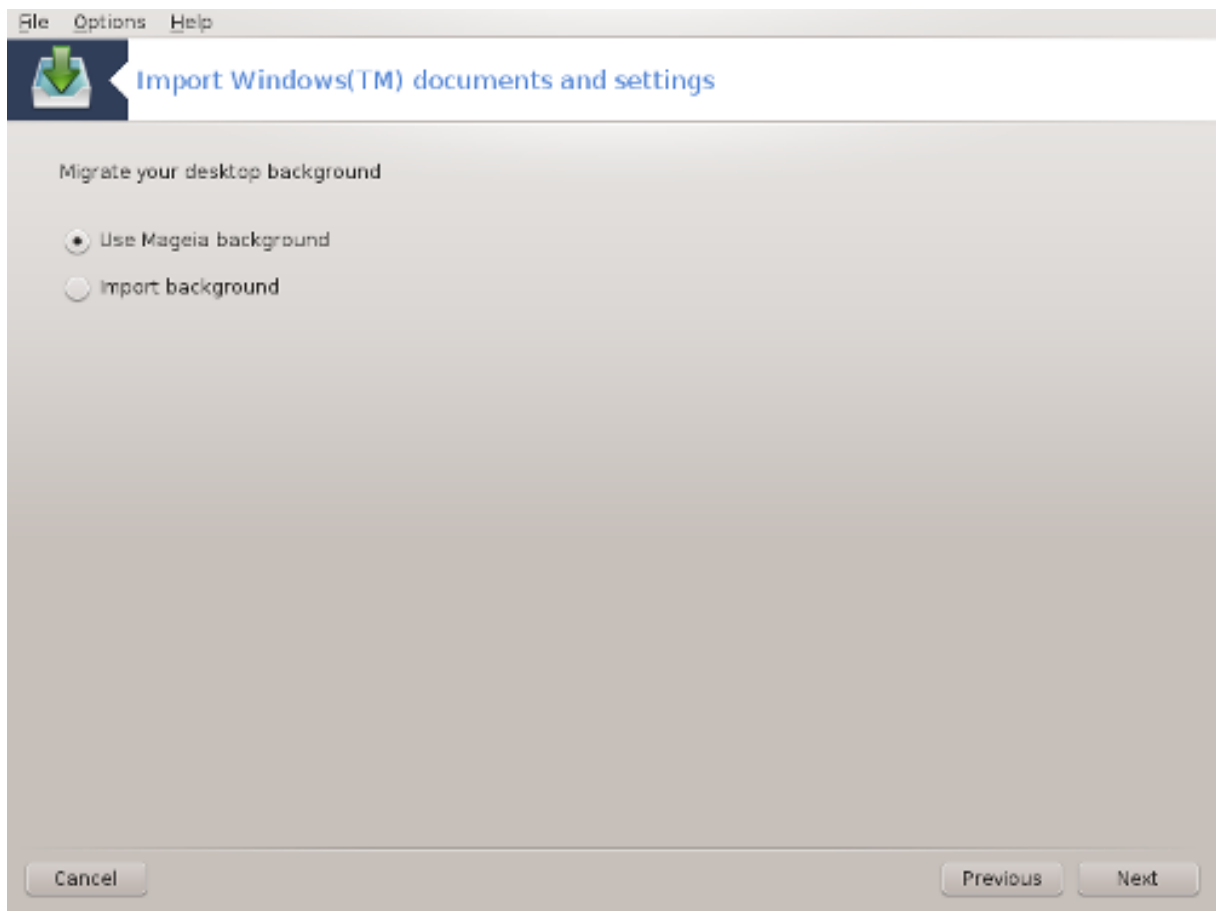 File Options Help
Import Windows(TM) documents and settings
Migrate your desktop background
Use Mageia background
Import background
Cancel Previous Next